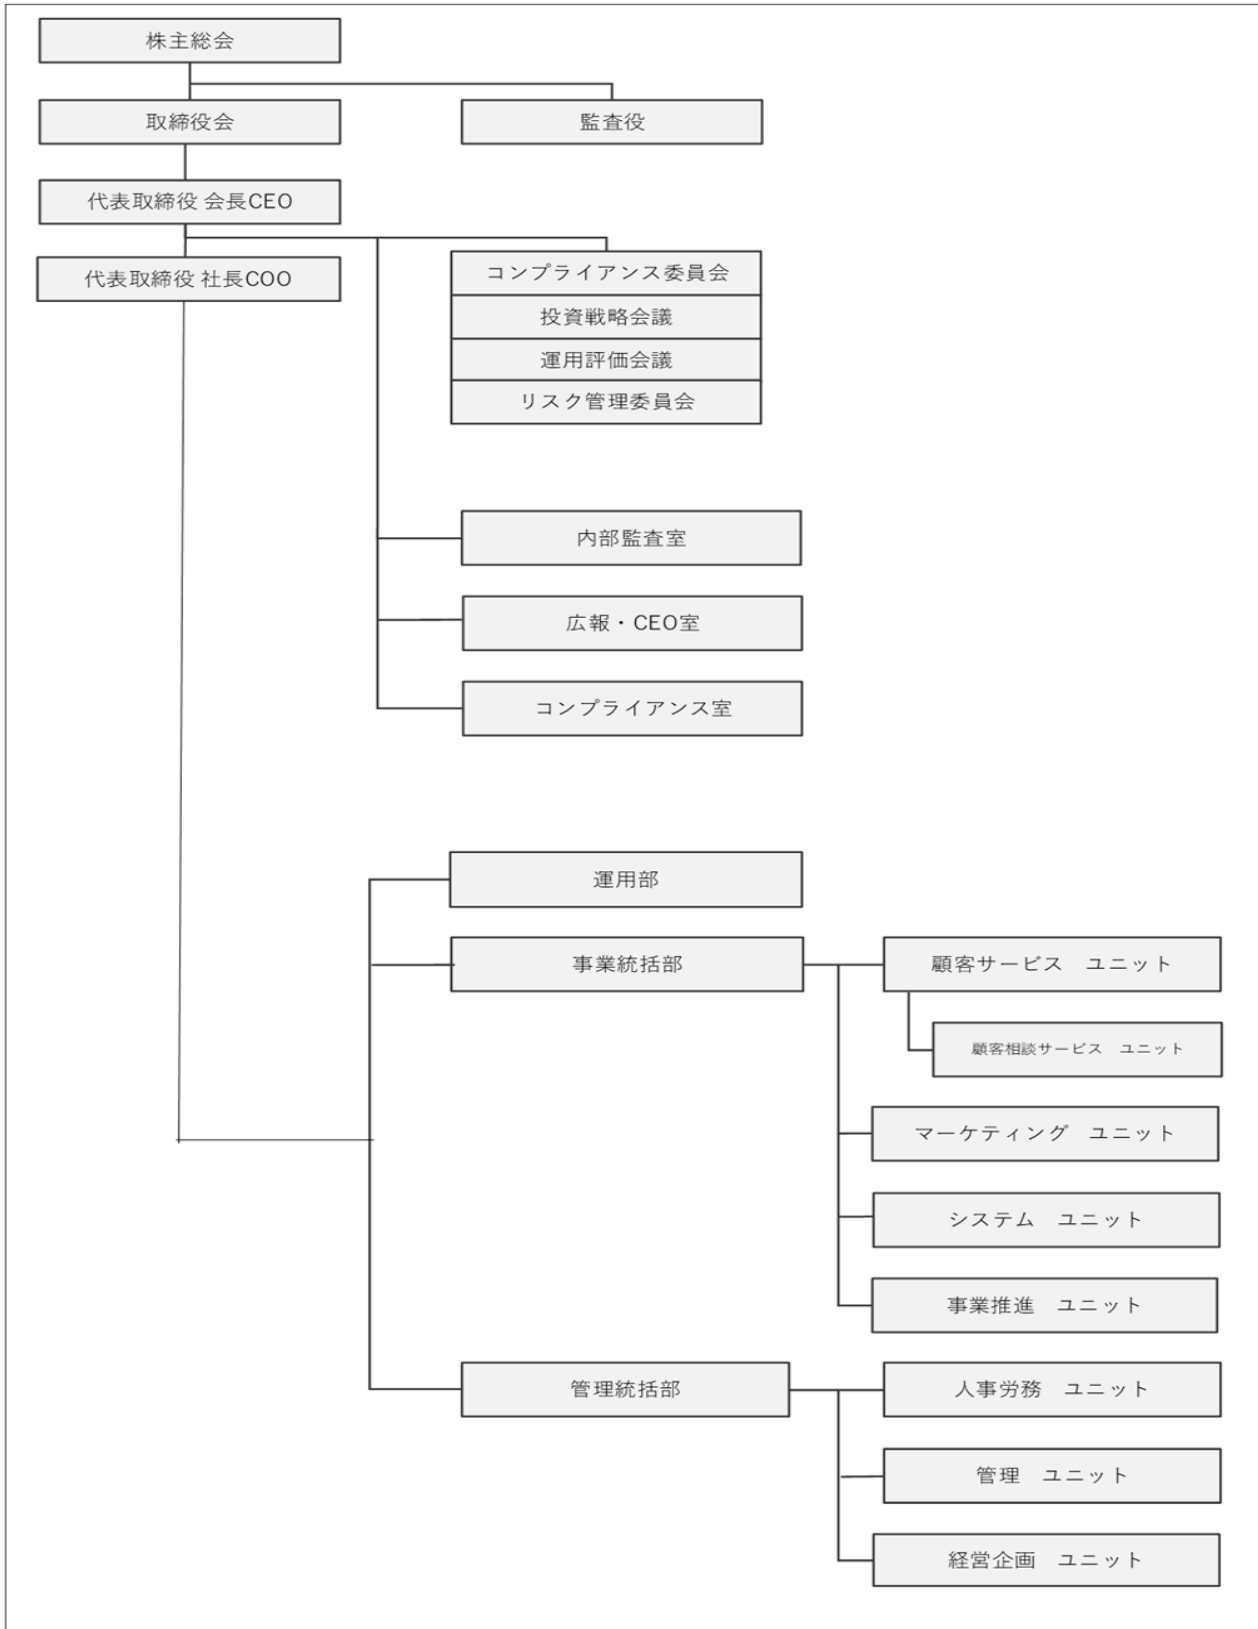 株主総会
取締役会
監査役
代表取締役 会長CEO
代表取締役 社長COO
コンプライアンス委員会
投資戦略会議
運用評価会議
リスク管理委員会
内部監査室
広報・CEO室
コンプライアンス室
運用部
事業統括部
顧客サービス　ユニット
顧客相談サービス　ユニット
マーケティング　ユニット
システム　ユニット
事業推進　ユニット
管理統括部
人事労務　ユニット
管理　ユニット
経営企画　ユニット